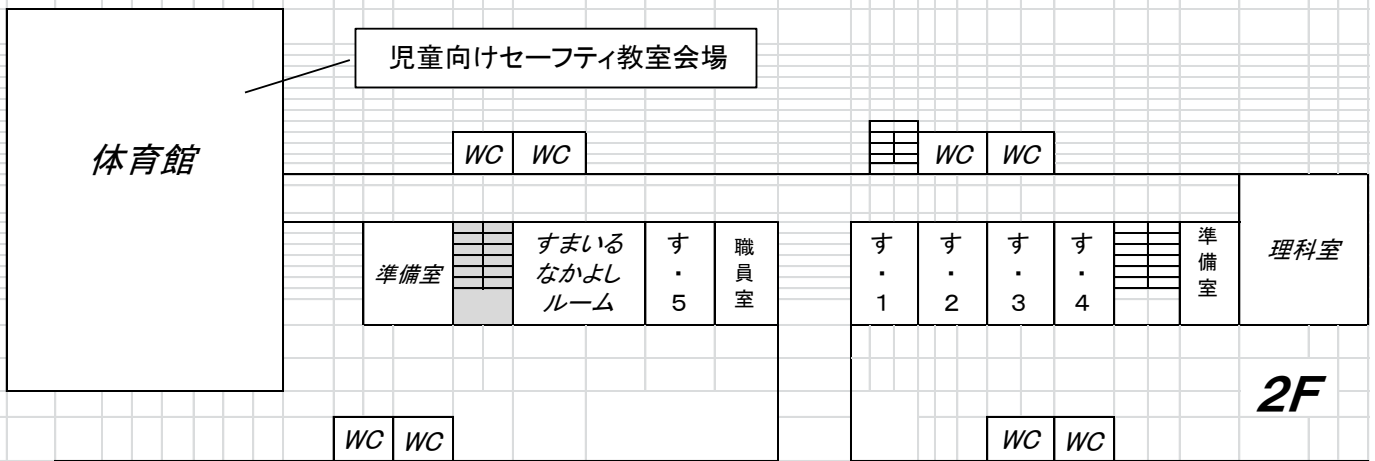 児童向けセーフティ教室会場
体育館
WC
WC
WC
WC
準備室
すまいる
なかよし
ルーム
す・5
職員室
す・1
す・2
す・3
す・4
準備室
理科室
2F
WC
WC
WC
WC